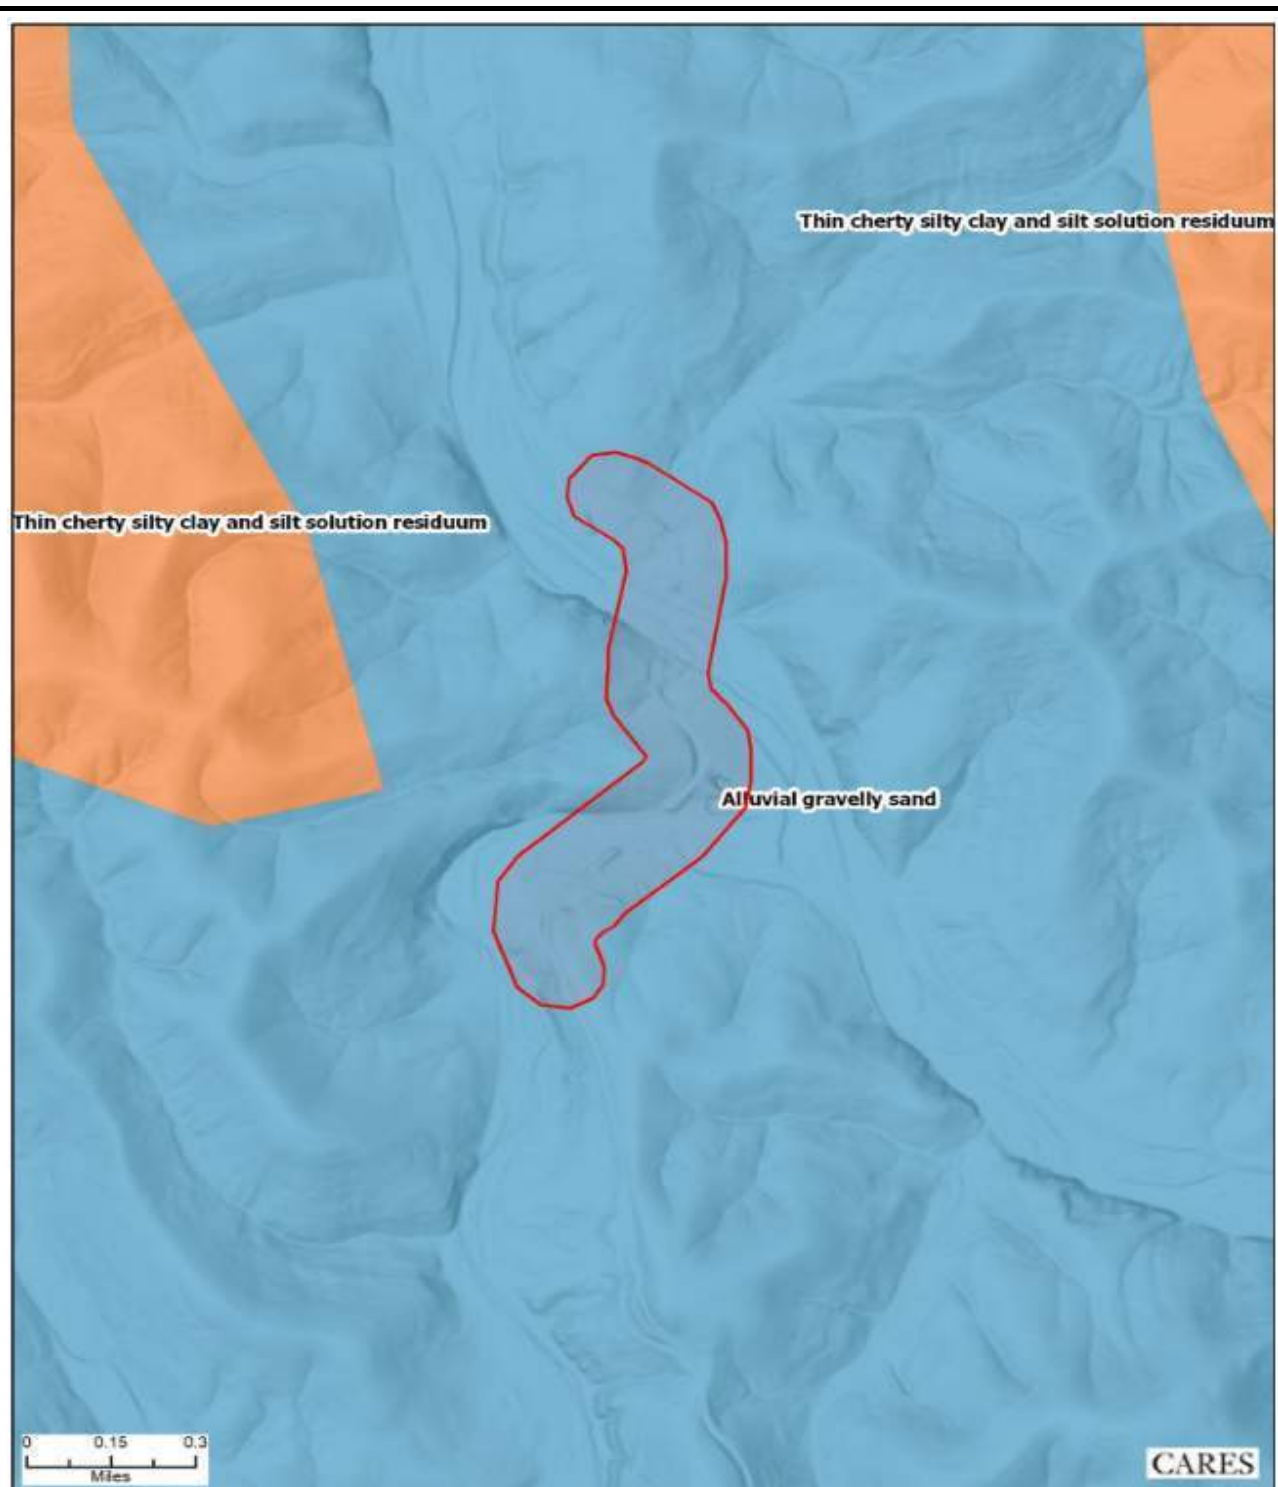 Thin cherty silty clay and silt solution residuum
Thin cherty silty clay and silt solution residuum
Alluvial gravelly sand
0 0.15 0.3
Miles
CARES